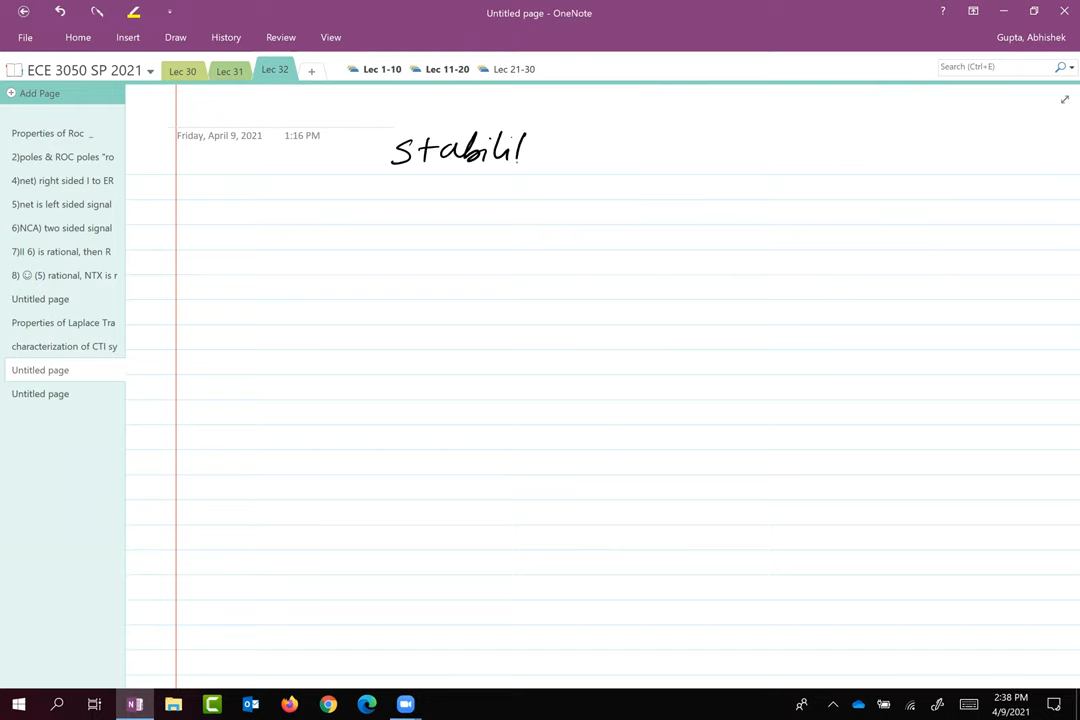 Untitled page - OneNote
File Home Insert Draw History Review View
Gupta, Abhishek
ECE 3050 SP 2021
Lec 30
Lec 31
Lec 32
Lec 1-10
Lec 11-20
Lec 21-30
Search (Ctrl+E)
Add Page
Friday, April 9, 2021 1:16 PM
Stabili
Properties of Roc _
2)poles & ROC poles "ro
4)net) right sided I to ER
5)net is left sided signal
6)NCA) two sided signal
7)II 6) is rational, then R
8) ☺ (5) rational, NTX is r
Untitled page
Properties of Laplace Tra
characterization of CTI sy
Untitled page
Untitled page
2:38 PM
4/9/2021